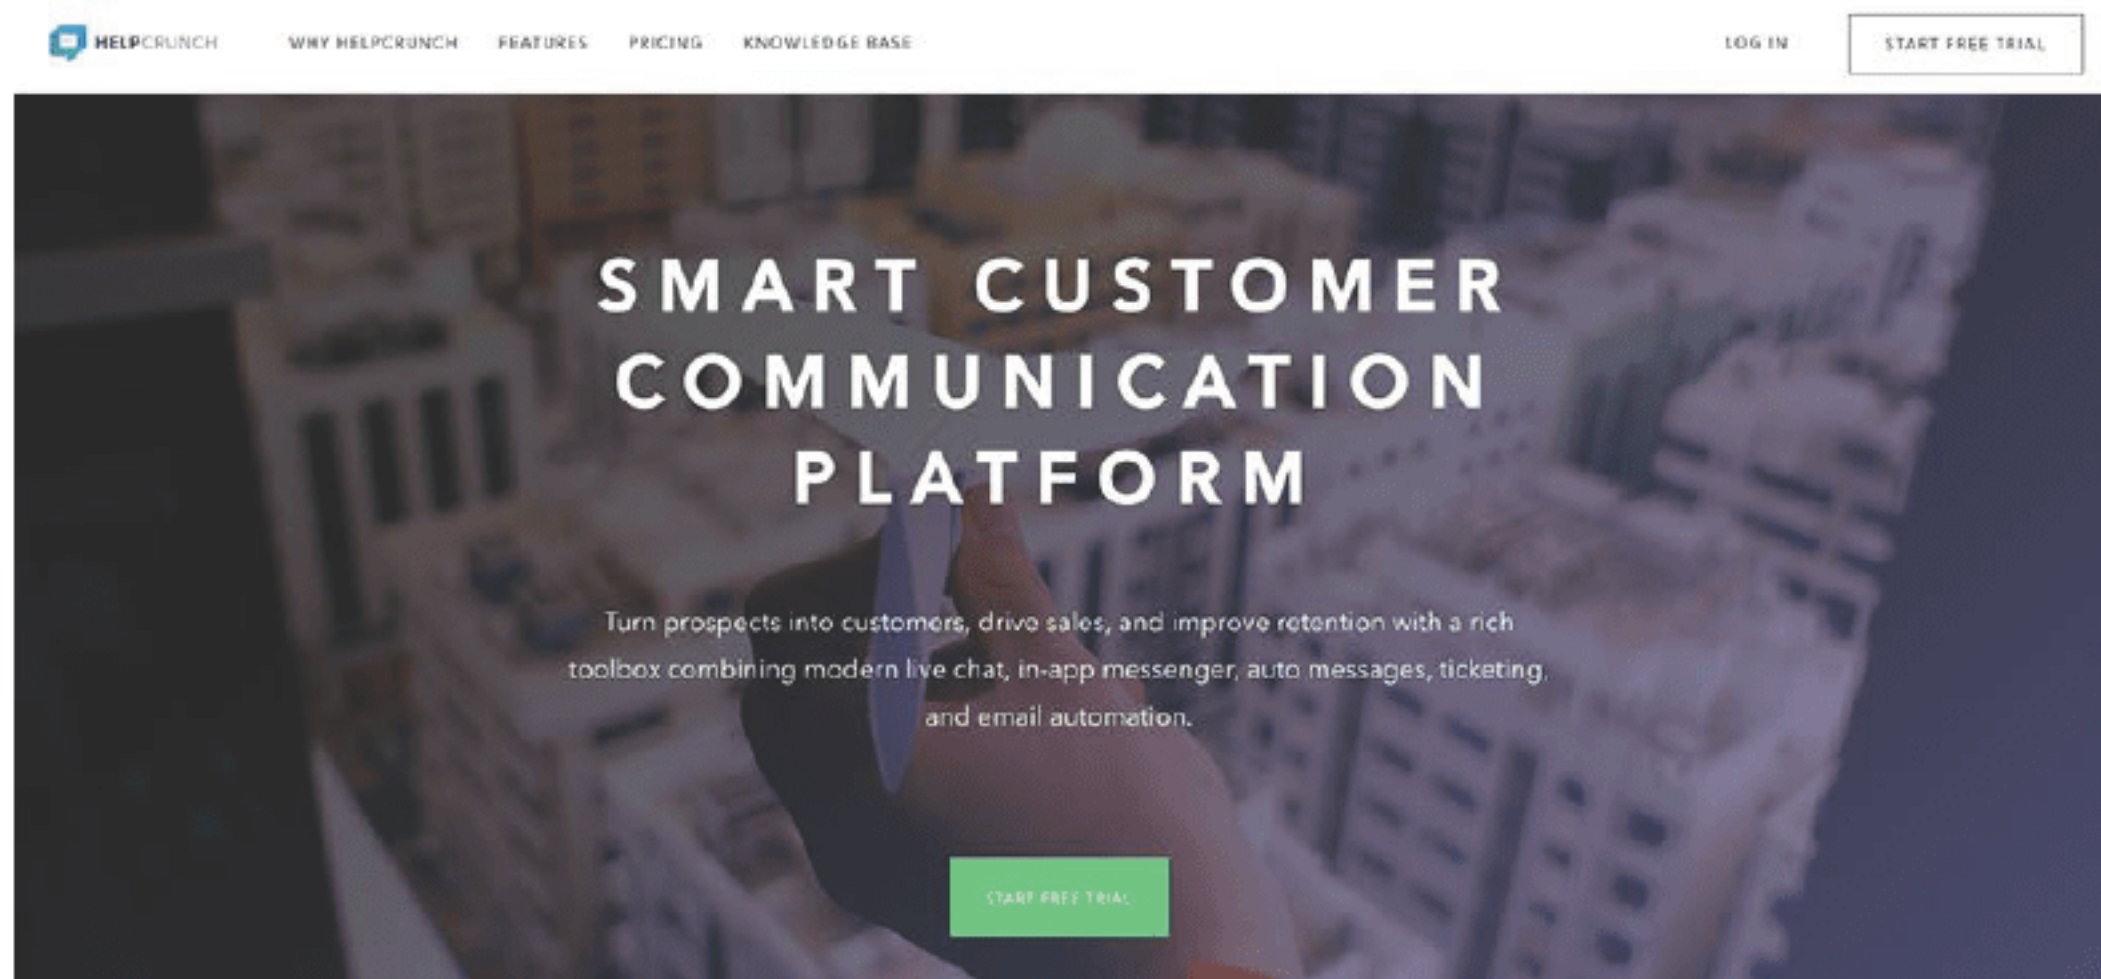 HELPCRUNCH
WHY HELPCRUNCH
FEATURES
PRICING
KNOWLEDGE BASE
LOG IN
START FREE TRIAL
SMART CUSTOMER
COMMUNICATION
PLATFORM
Turn prospects into customers, drive sales, and improve retention with a rich
toolbox combining modern live chat, in-app messenger, auto messages, ticketing,
and email automation.
START FREE TRIAL